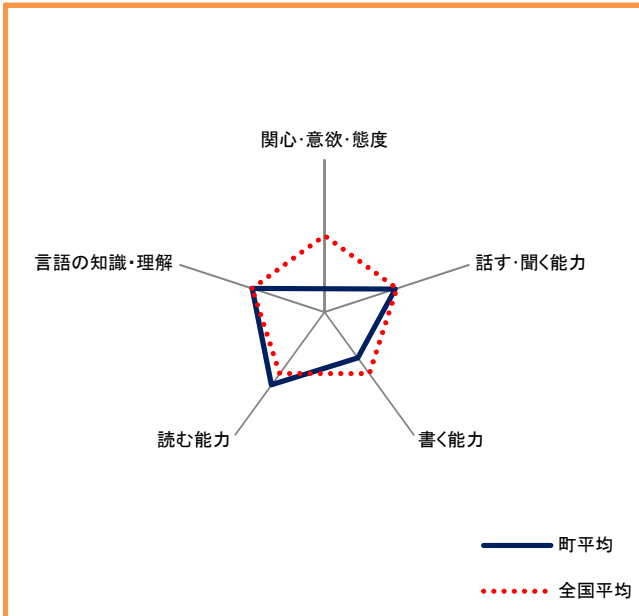 関心・意欲・態度
言語の知識・理解
話す・聞く能力
読む能力
書く能力
町平均
全国平均